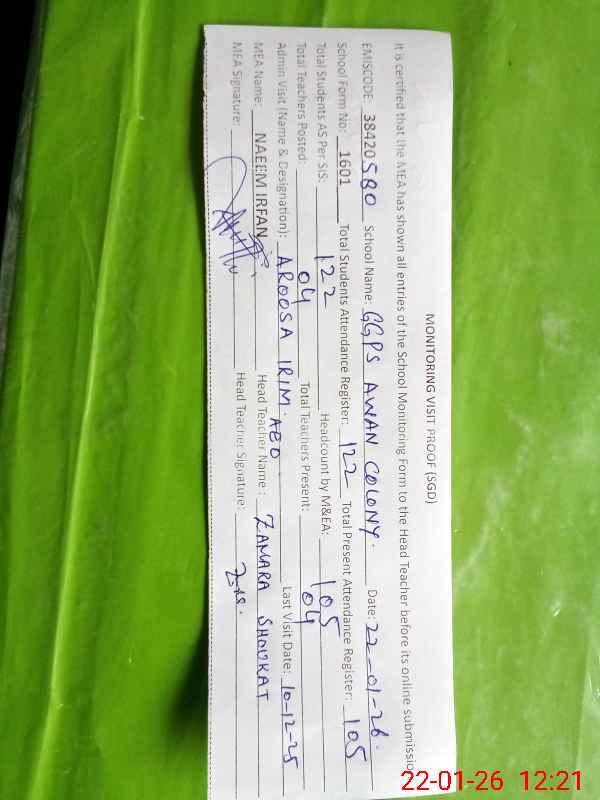 MONITORING VISIT PROOF (SGD)
It is certified that the MEA has shown all entries of the School Monitoring Form to the Head Teacher before its online submission
EMISCODE: 38420580 School Name: GGPS AWAN COLONY. Date: 22-01-26.
School Form No: 1601 Total Students Attendance Register: 122 Total Present Attendance Register: 105
Total Students AS Per SIS: 122 Headcount by M&EA: 105
Total Teachers Posted: 04 Total Teachers Present: 04
Admin Visit (Name & Designation): AROOSA IRIM. AEO Last Visit Date: 10-12-25
MEA Name: NAEEM IRFAN Head Teacher Name: ZAMARA SHOUKAT
MEA Signature: Head Teacher Signature:
22-01-26 12:21